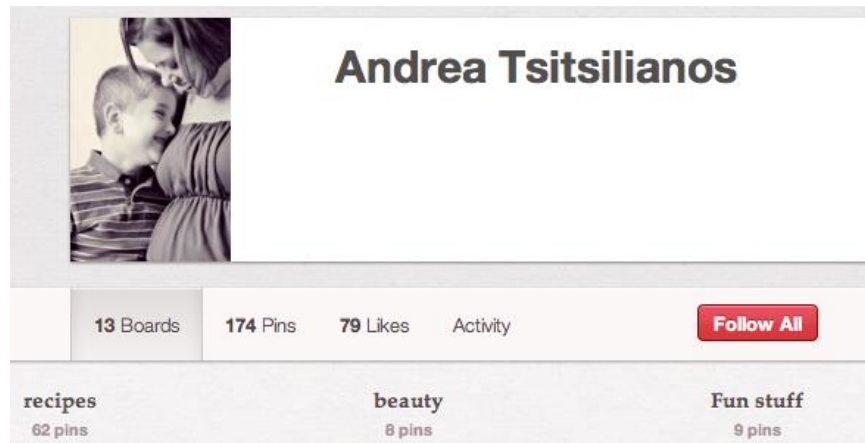 Andrea Tsitsilianos
13 Boards 174 Pins 79 Likes Activity Follow All
recipes beauty Fun stuff
62 pins 8 pins 9 pins